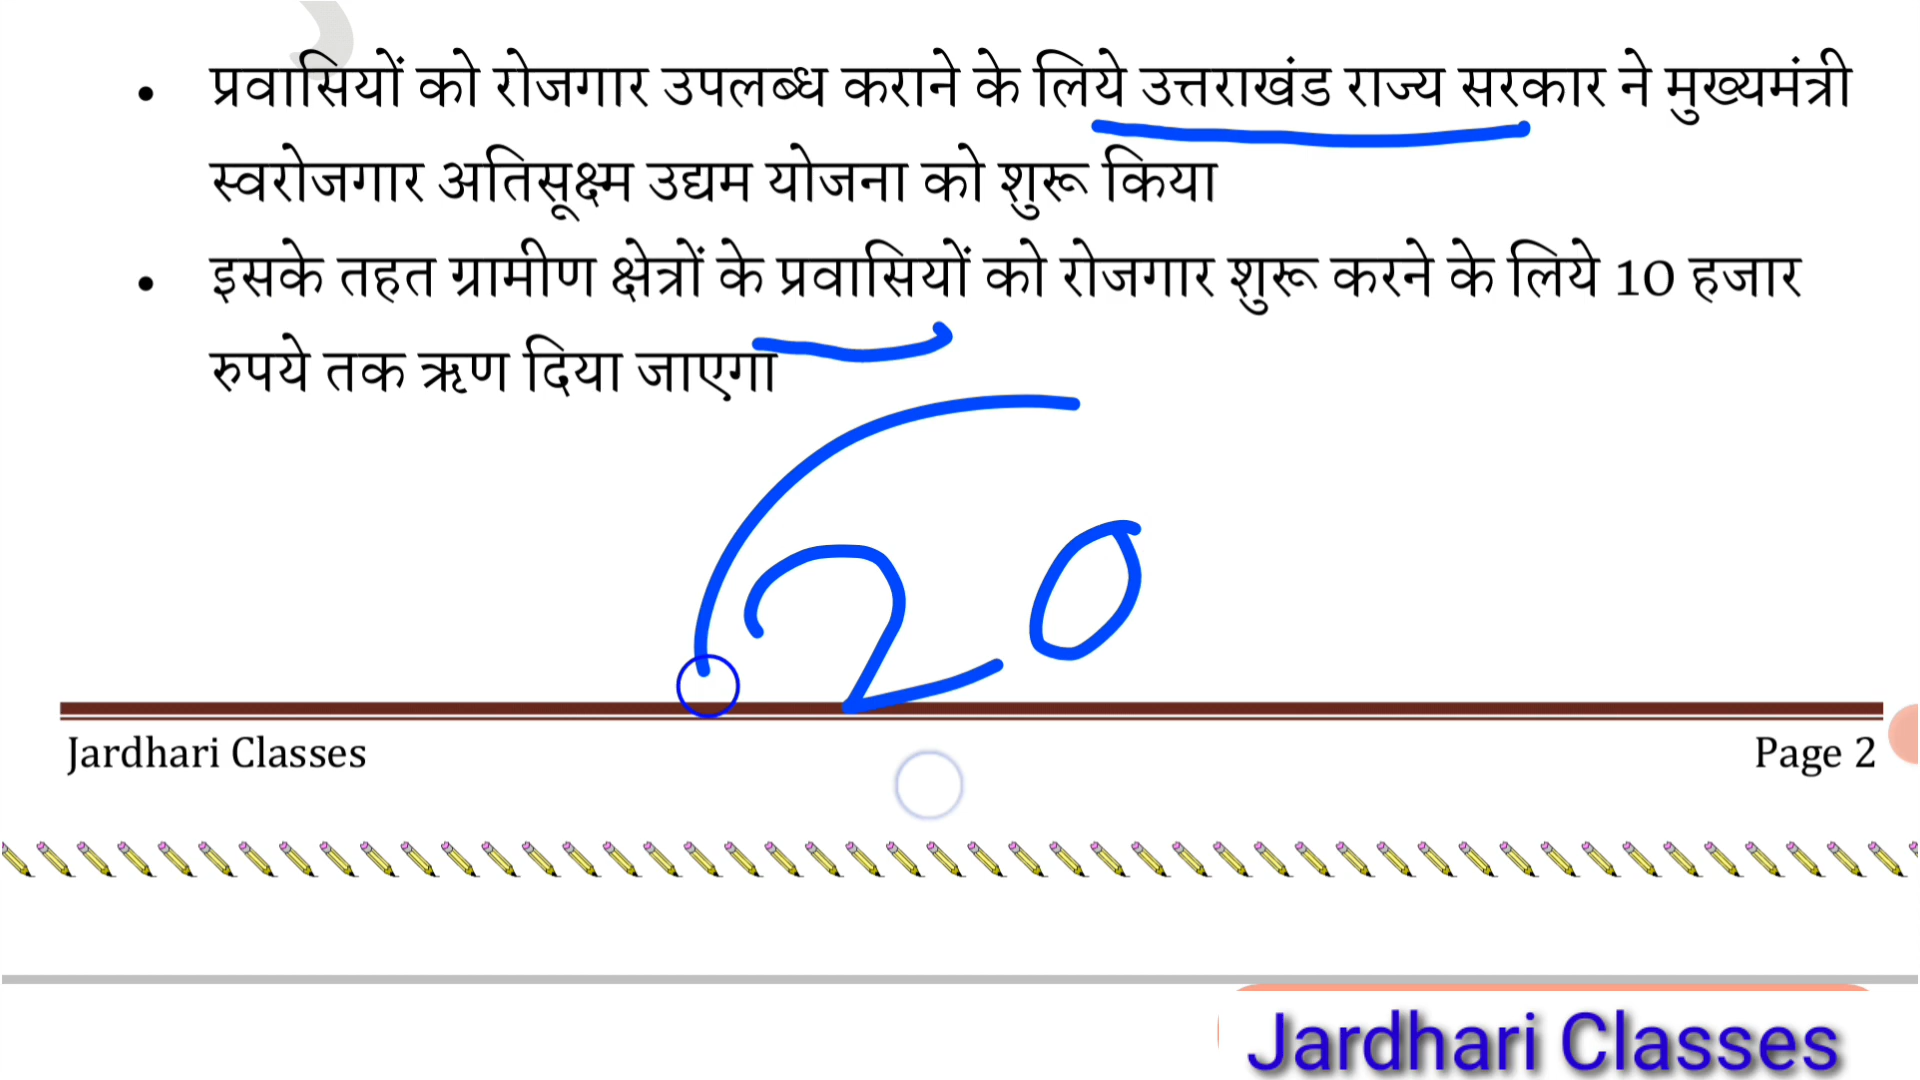 • प्रवासियों को रोजगार उपलब्ध कराने के लिये उत्तराखंड राज्य सरकार ने मुख्यमंत्री
स्वरोजगार अतिसूक्ष्म उद्यम योजना को शुरू किया
• इसके तहत ग्रामीण क्षेत्रों के प्रवासियों को रोजगार शुरू करने के लिये 10 हजार
रुपये तक ऋण दिया जाएगा
20
Jardhari Classes Page 2
Jardhari Classes